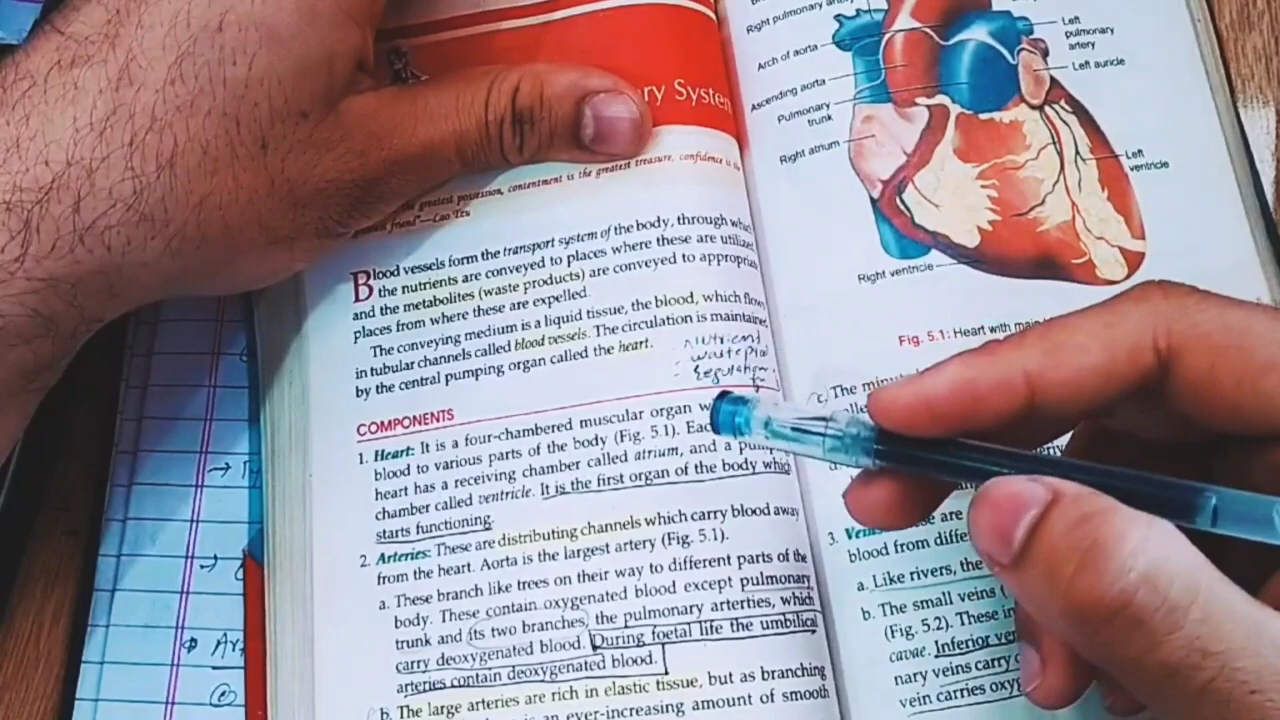 ry System
greatest possession, contentment is the greatest treasure, confidence is the
friend"—Lao Tzu
Blood vessels form the transport system of the body, through which
the nutrients are conveyed to places where these are utilized
and the metabolites (waste products) are conveyed to appropriate
places from where these are expelled.
The conveying medium is a liquid tissue, the blood, which flows
in tubular channels called blood vessels. The circulation is maintained
by the central pumping organ called the heart.
nutrient
COMPONENTS
1. Heart: It is a four-chambered muscular organ w
blood to various parts of the body (Fig. 5.1). Eac
heart has a receiving chamber called atrium, and a pumping
chamber called ventricle. It is the first organ of the body which
starts functioning.
2. Arteries: These are distributing channels which carry blood away
from the heart. Aorta is the largest artery (Fig. 5.1).
a. These branch like trees on their way to different parts of the
body. These contain oxygenated blood except pulmonary
trunk and its two branches, the pulmonary arterties, which
carry deoxygenated blood. During foetal life the umbilical
arteries contain deoxygenated blood.
b. The large arteries are rich in elastic tissue, but as branching
is an ever-increasing amount of smooth
Right pulmonary artery
Arch of aorta
Ascending aorta
Pulmonary
trunk
Right atrium
Right ventricle
Left
pulmonary
artery
Left auricle
Left
ventricle
Fig. 5.1: Heart with mai
c. The minut
3. Veins: These are
blood from diffe
a. Like rivers, the
b. The small veins (
(Fig. 5.2). These in
cavae. Inferior ven
nary veins carry o
vein carries oxyg